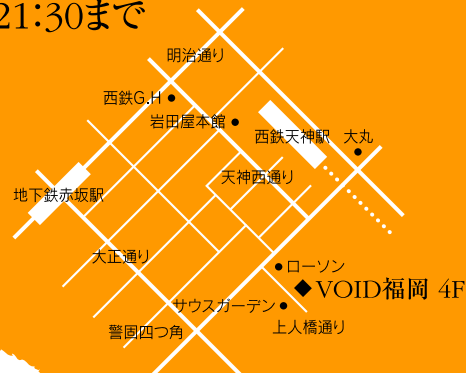 21:30まで
明治通り
西鉄G.H
岩田屋本館
西鉄天神駅
大丸
天神西通り
地下鉄赤坂駅
大正通り
ローソン
VOID福岡 4F
サウスガーデン
上人橋通り
警固四つ角